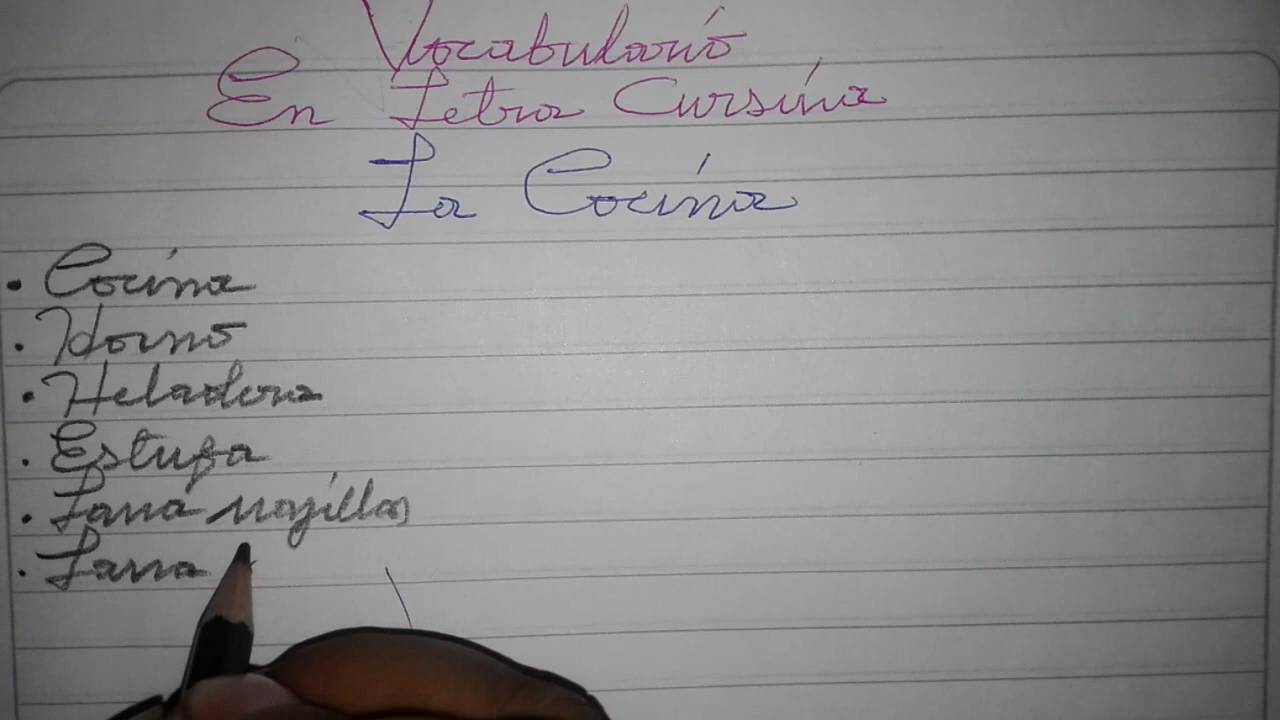 Vocabulario
En Letra Cursiva
La Cocina
• Cocina
• Horno
• Heladera
• Estufa
• Lava vajillas
• Lava